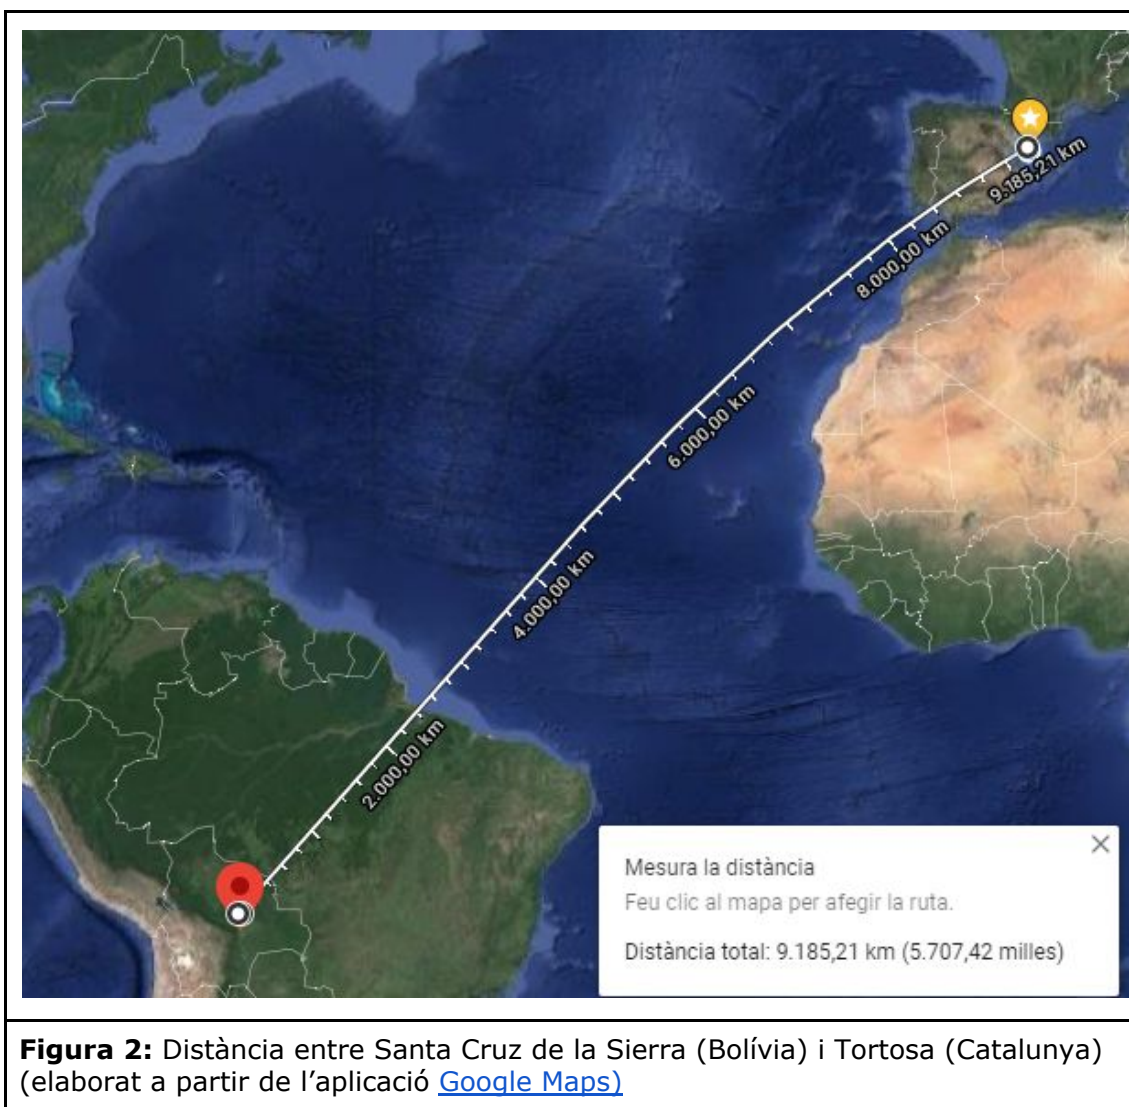 9.185,21 km
8.000,00 km
6.000,00 km
4.000,00 km
2.000,00 km
Mesura la distància
Feu clic al mapa per afegir la ruta.
Distància total: 9.185,21 km (5.707,42 milles)
Figura 2: Distància entre Santa Cruz de la Sierra (Bolívia) i Tortosa (Catalunya)
(elaborat a partir de l’aplicació Google Maps)